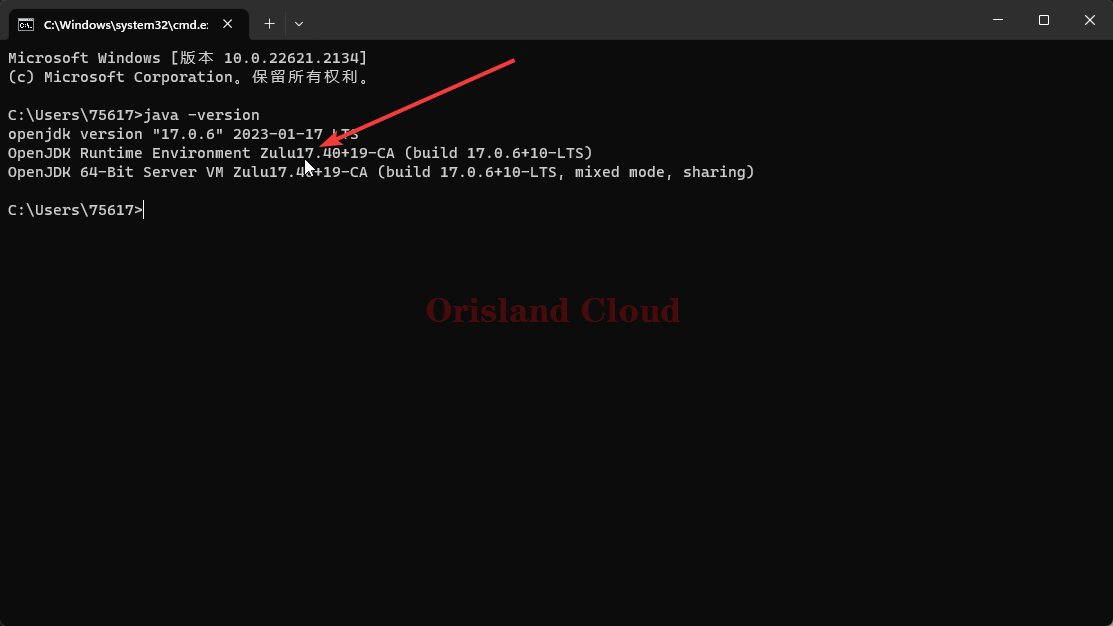 C:\Windows\system32\cmd.e:
Microsoft Windows [版本 10.0.22621.2134]
(c) Microsoft Corporation。保留所有权利。
C:\Users\75617>java -version
openjdk version "17.0.6" 2023-01-17 LTS
OpenJDK Runtime Environment Zulu17.40+19-CA (build 17.0.6+10-LTS)
OpenJDK 64-Bit Server VM Zulu17.40+19-CA (build 17.0.6+10-LTS, mixed mode, sharing)
C:\Users\75617>
Orisland Cloud